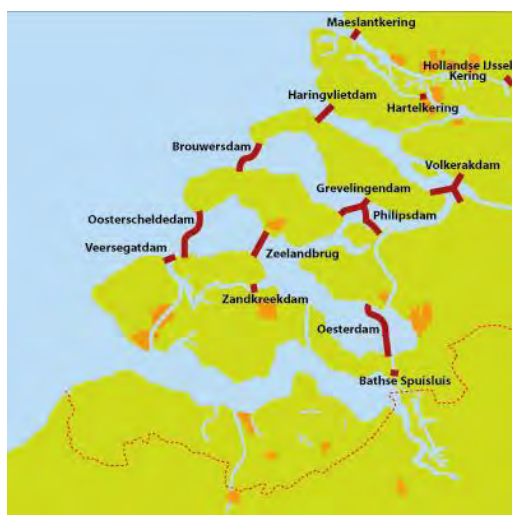 Maeslantkering
Hollandse IJssel
Kering
Haringvlietdam
Hartelkering
Brouwersdam
Volkerakdam
Grevelingendam
Philipsdam
Oosterscheldedam
Veersegatdam
Zeelandbrug
Zandkreekdam
Oesterdam
Bathse Spuisluis